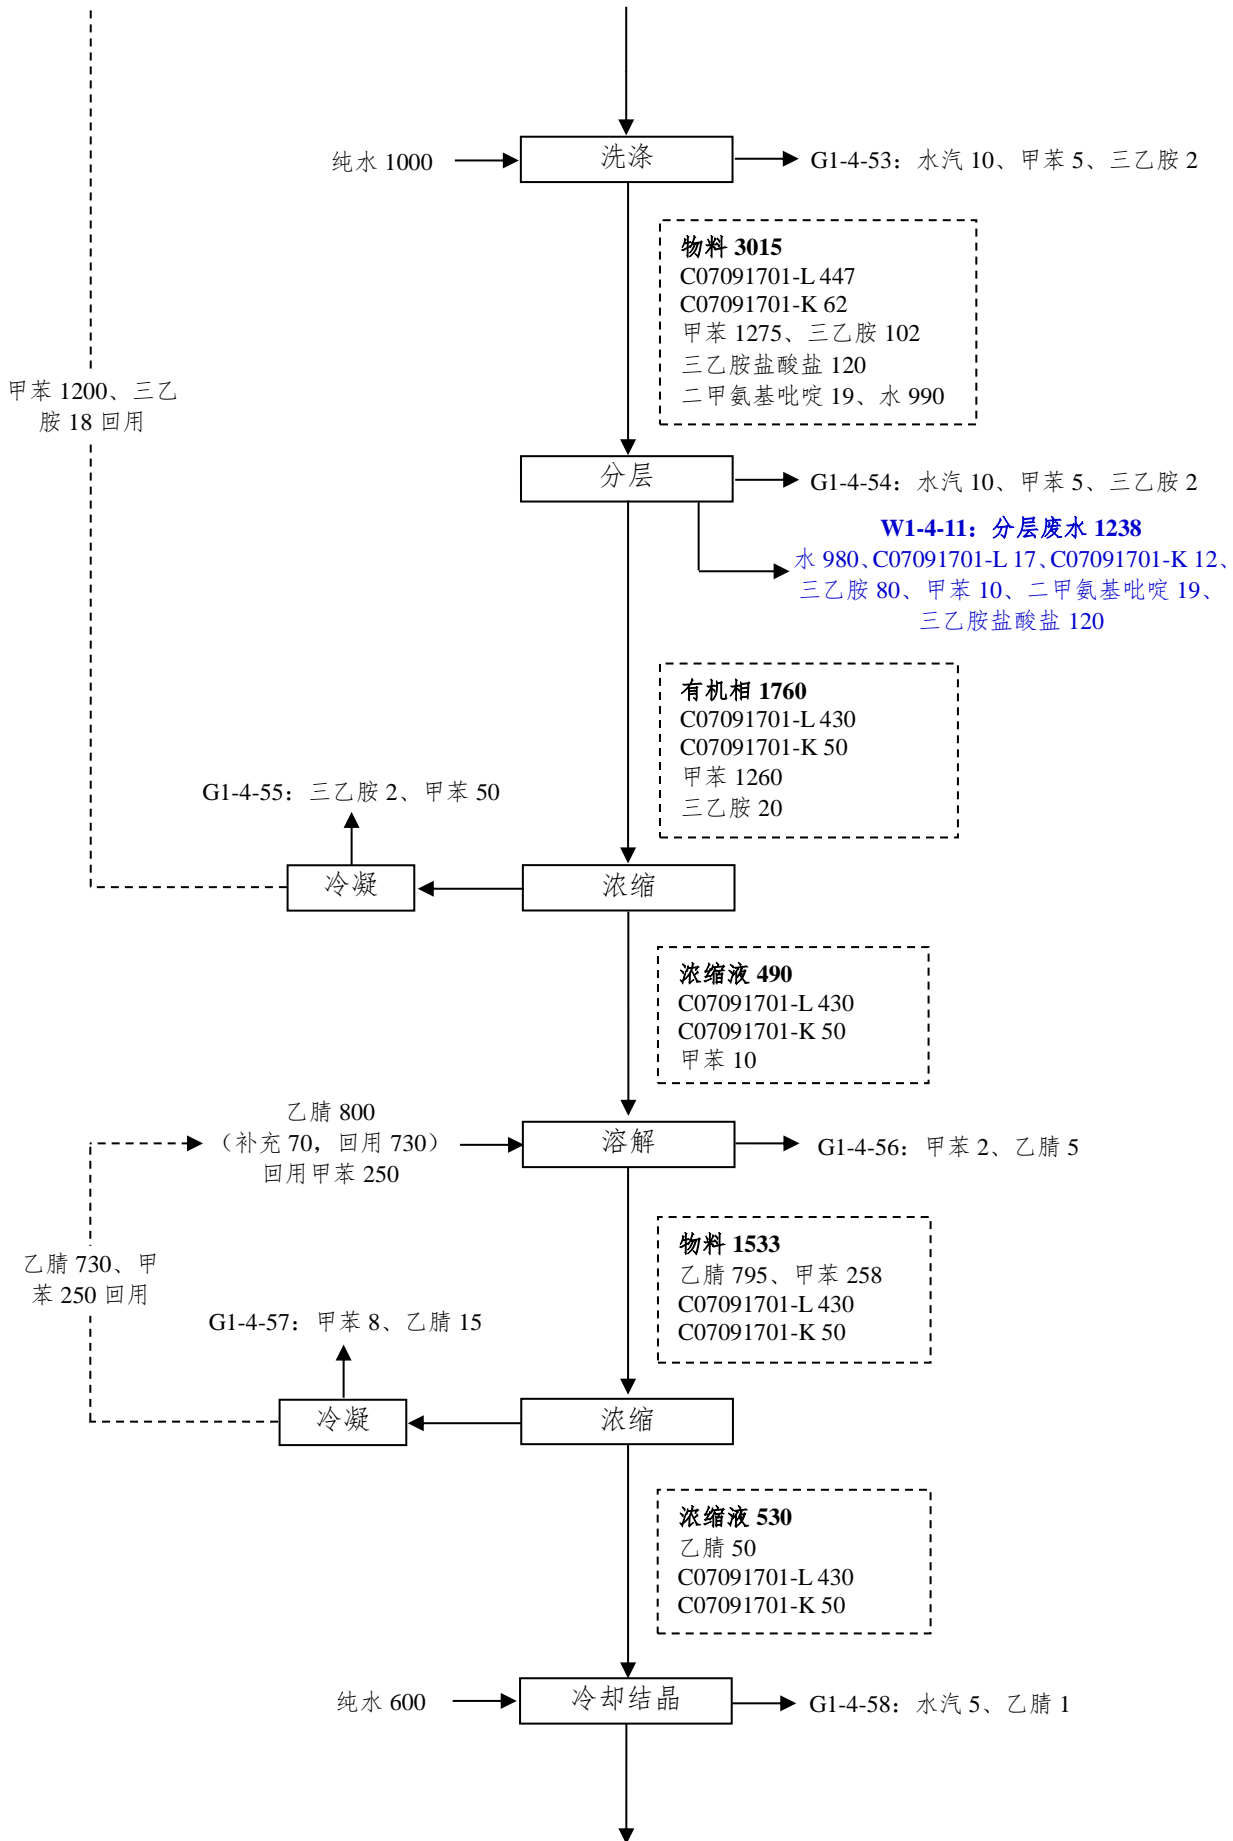 纯水 1000
洗涤
G1-4-53：水汽 10、甲苯 5、三乙胺 2
物料 3015
C07091701-L 447
C07091701-K 62
甲苯 1275、三乙胺 102
三乙胺盐酸盐 120
二甲氨基吡啶 19、水 990
甲苯 1200、三乙
胺 18 回用
分层
G1-4-54：水汽 10、甲苯 5、三乙胺 2
W1-4-11：分层废水 1238
水 980、C07091701-L 17、C07091701-K 12、
三乙胺 80、甲苯 10、二甲氨基吡啶 19、
三乙胺盐酸盐 120
有机相 1760
C07091701-L 430
C07091701-K 50
甲苯 1260
三乙胺 20
G1-4-55：三乙胺 2、甲苯 50
冷凝
浓缩
浓缩液 490
C07091701-L 430
C07091701-K 50
甲苯 10
乙腈 800
（补充 70，回用 730）
回用甲苯 250
溶解
G1-4-56：甲苯 2、乙腈 5
物料 1533
乙腈 795、甲苯 258
C07091701-L 430
C07091701-K 50
乙腈 730、甲
苯 250 回用
G1-4-57：甲苯 8、乙腈 15
冷凝
浓缩
浓缩液 530
乙腈 50
C07091701-L 430
C07091701-K 50
纯水 600
冷却结晶
G1-4-58：水汽 5、乙腈 1